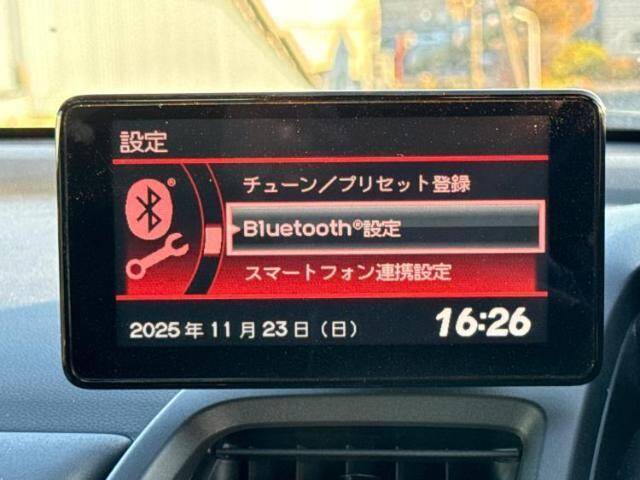 設定
チューン／プリセット登録
Bluetooth®設定
スマートフォン連携設定
2025年11月23日（日）
16:26